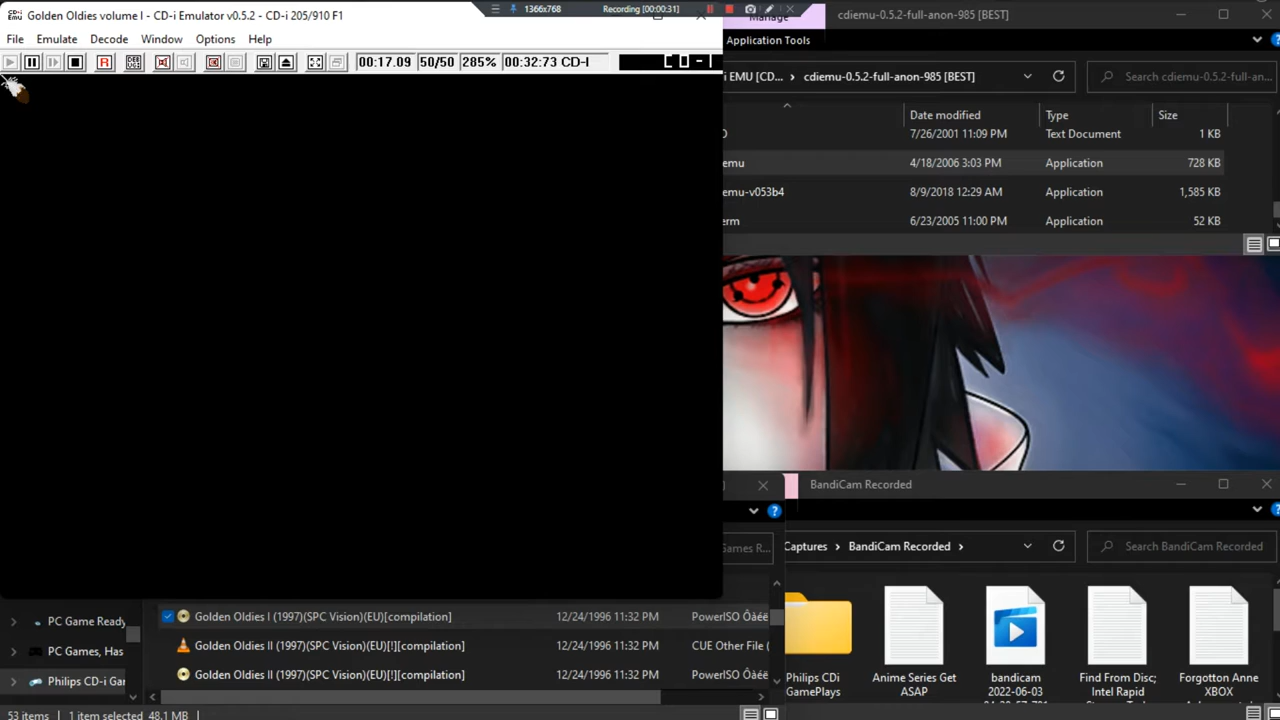 Golden Oldies volume I - CD-i Emulator v0.5.2 - CD-i 205/910 F1
1366x768
Recording [00:00:31]
File Emulate Decode Window Options Help
R DEBUG 00:17.09 50/50 285% 00:32:73 CD-I CD-I
Manage
cdiemu-0.5.2-full-anon-985 [BEST]
Application Tools
i EMU [CD... cdiemu-0.5.2-full-anon-985 [BEST]
Search cdiemu-0.5.2-full-an...
Date modified Type Size
7/26/2001 11:09 PM Text Document 1 KB
emu 4/18/2006 3:03 PM Application 728 KB
emu-v053b4 8/9/2018 12:29 AM Application 1,585 KB
erm 6/23/2005 11:00 PM Application 52 KB
BandiCam Recorded
Games R...
Captures BandiCam Recorded
Search BandiCam Recorded
PC Game Ready
PC Games, Has
Philips CD-i Gar
Golden Oldies I (1997)(SPC Vision)(EU)[compilation] 12/24/1996 11:32 PM PowerISO Ôàéë
Golden Oldies II (1997)(SPC Vision)(EU)[!][compilation] 12/24/1996 11:32 PM CUE Other File (
Golden Oldies II (1997)(SPC Vision)(EU)[!][compilation] 12/24/1996 11:32 PM PowerISO Ôàéë
Philips CDi GamePlays
Anime Series Get ASAP
bandicam 2022-06-03
Find From Disc; Intel Rapid
Forgotten Anne XBOX
53 items 1 item selected 48.1 MB